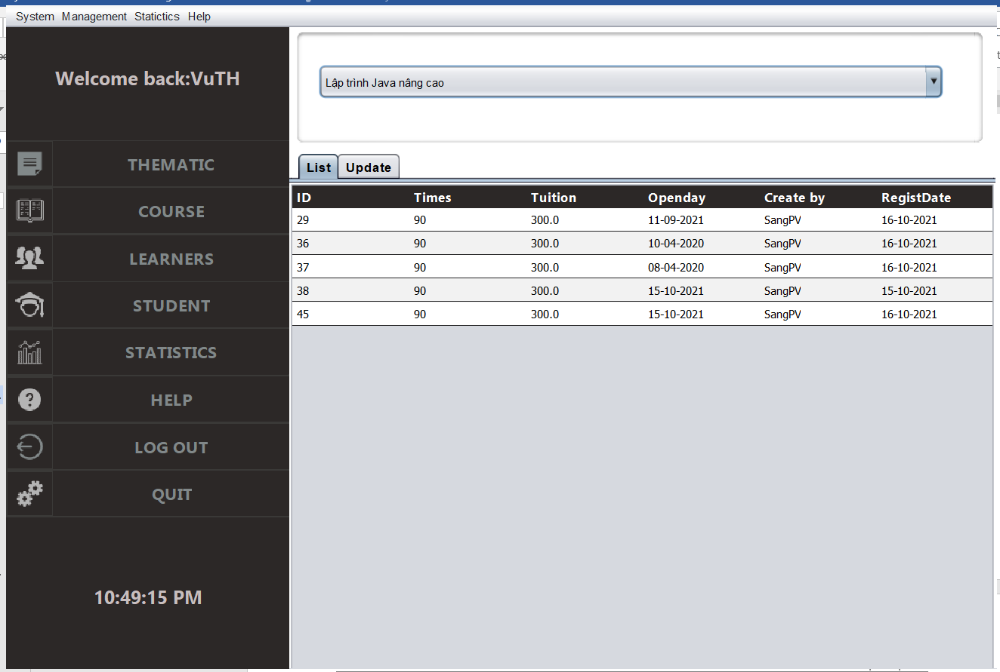 System Management Statictics Help
Welcome back:VuTH
THEMATIC
COURSE
LEARNERS
STUDENT
STATISTICS
HELP
LOG OUT
QUIT
10:49:15 PM
Lập trình Java nâng cao
List Update
ID Times Tuition Openday Create by RegistDate
29 90 300.0 11-09-2021 SangPV 16-10-2021
36 90 300.0 10-04-2020 SangPV 16-10-2021
37 90 300.0 08-04-2020 SangPV 16-10-2021
38 90 300.0 15-10-2021 SangPV 15-10-2021
45 90 300.0 15-10-2021 SangPV 16-10-2021